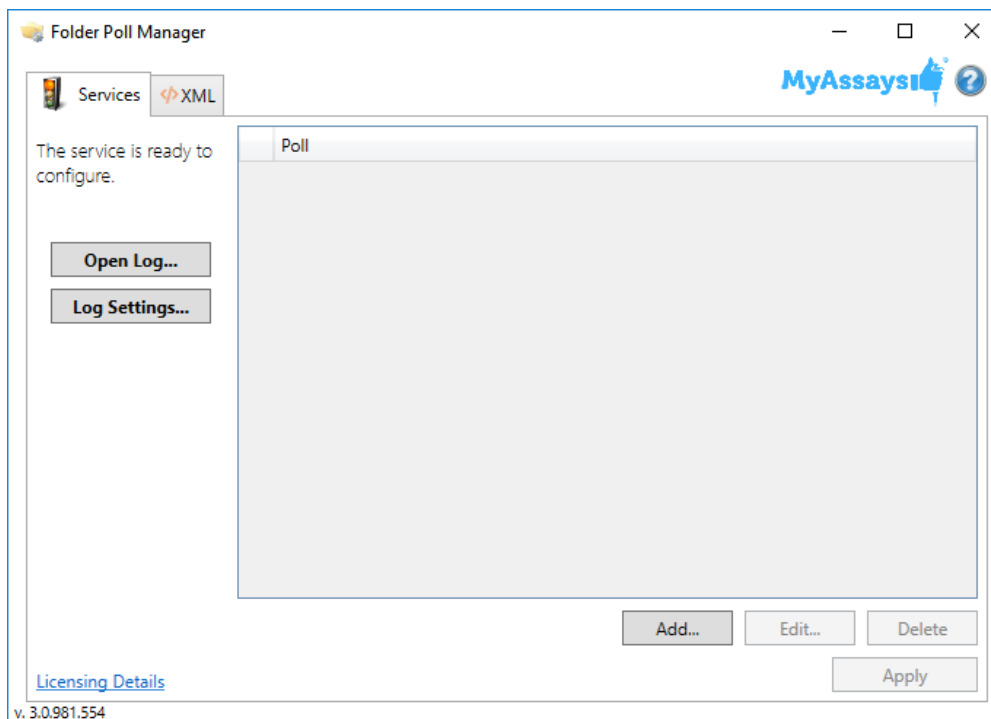 Folder Poll Manager
Services
XML
MyAssays
?
The service is ready to
configure.
Poll
Open Log...
Log Settings...
Add...
Edit...
Delete
Apply
Licensing Details
v. 3.0.981.554